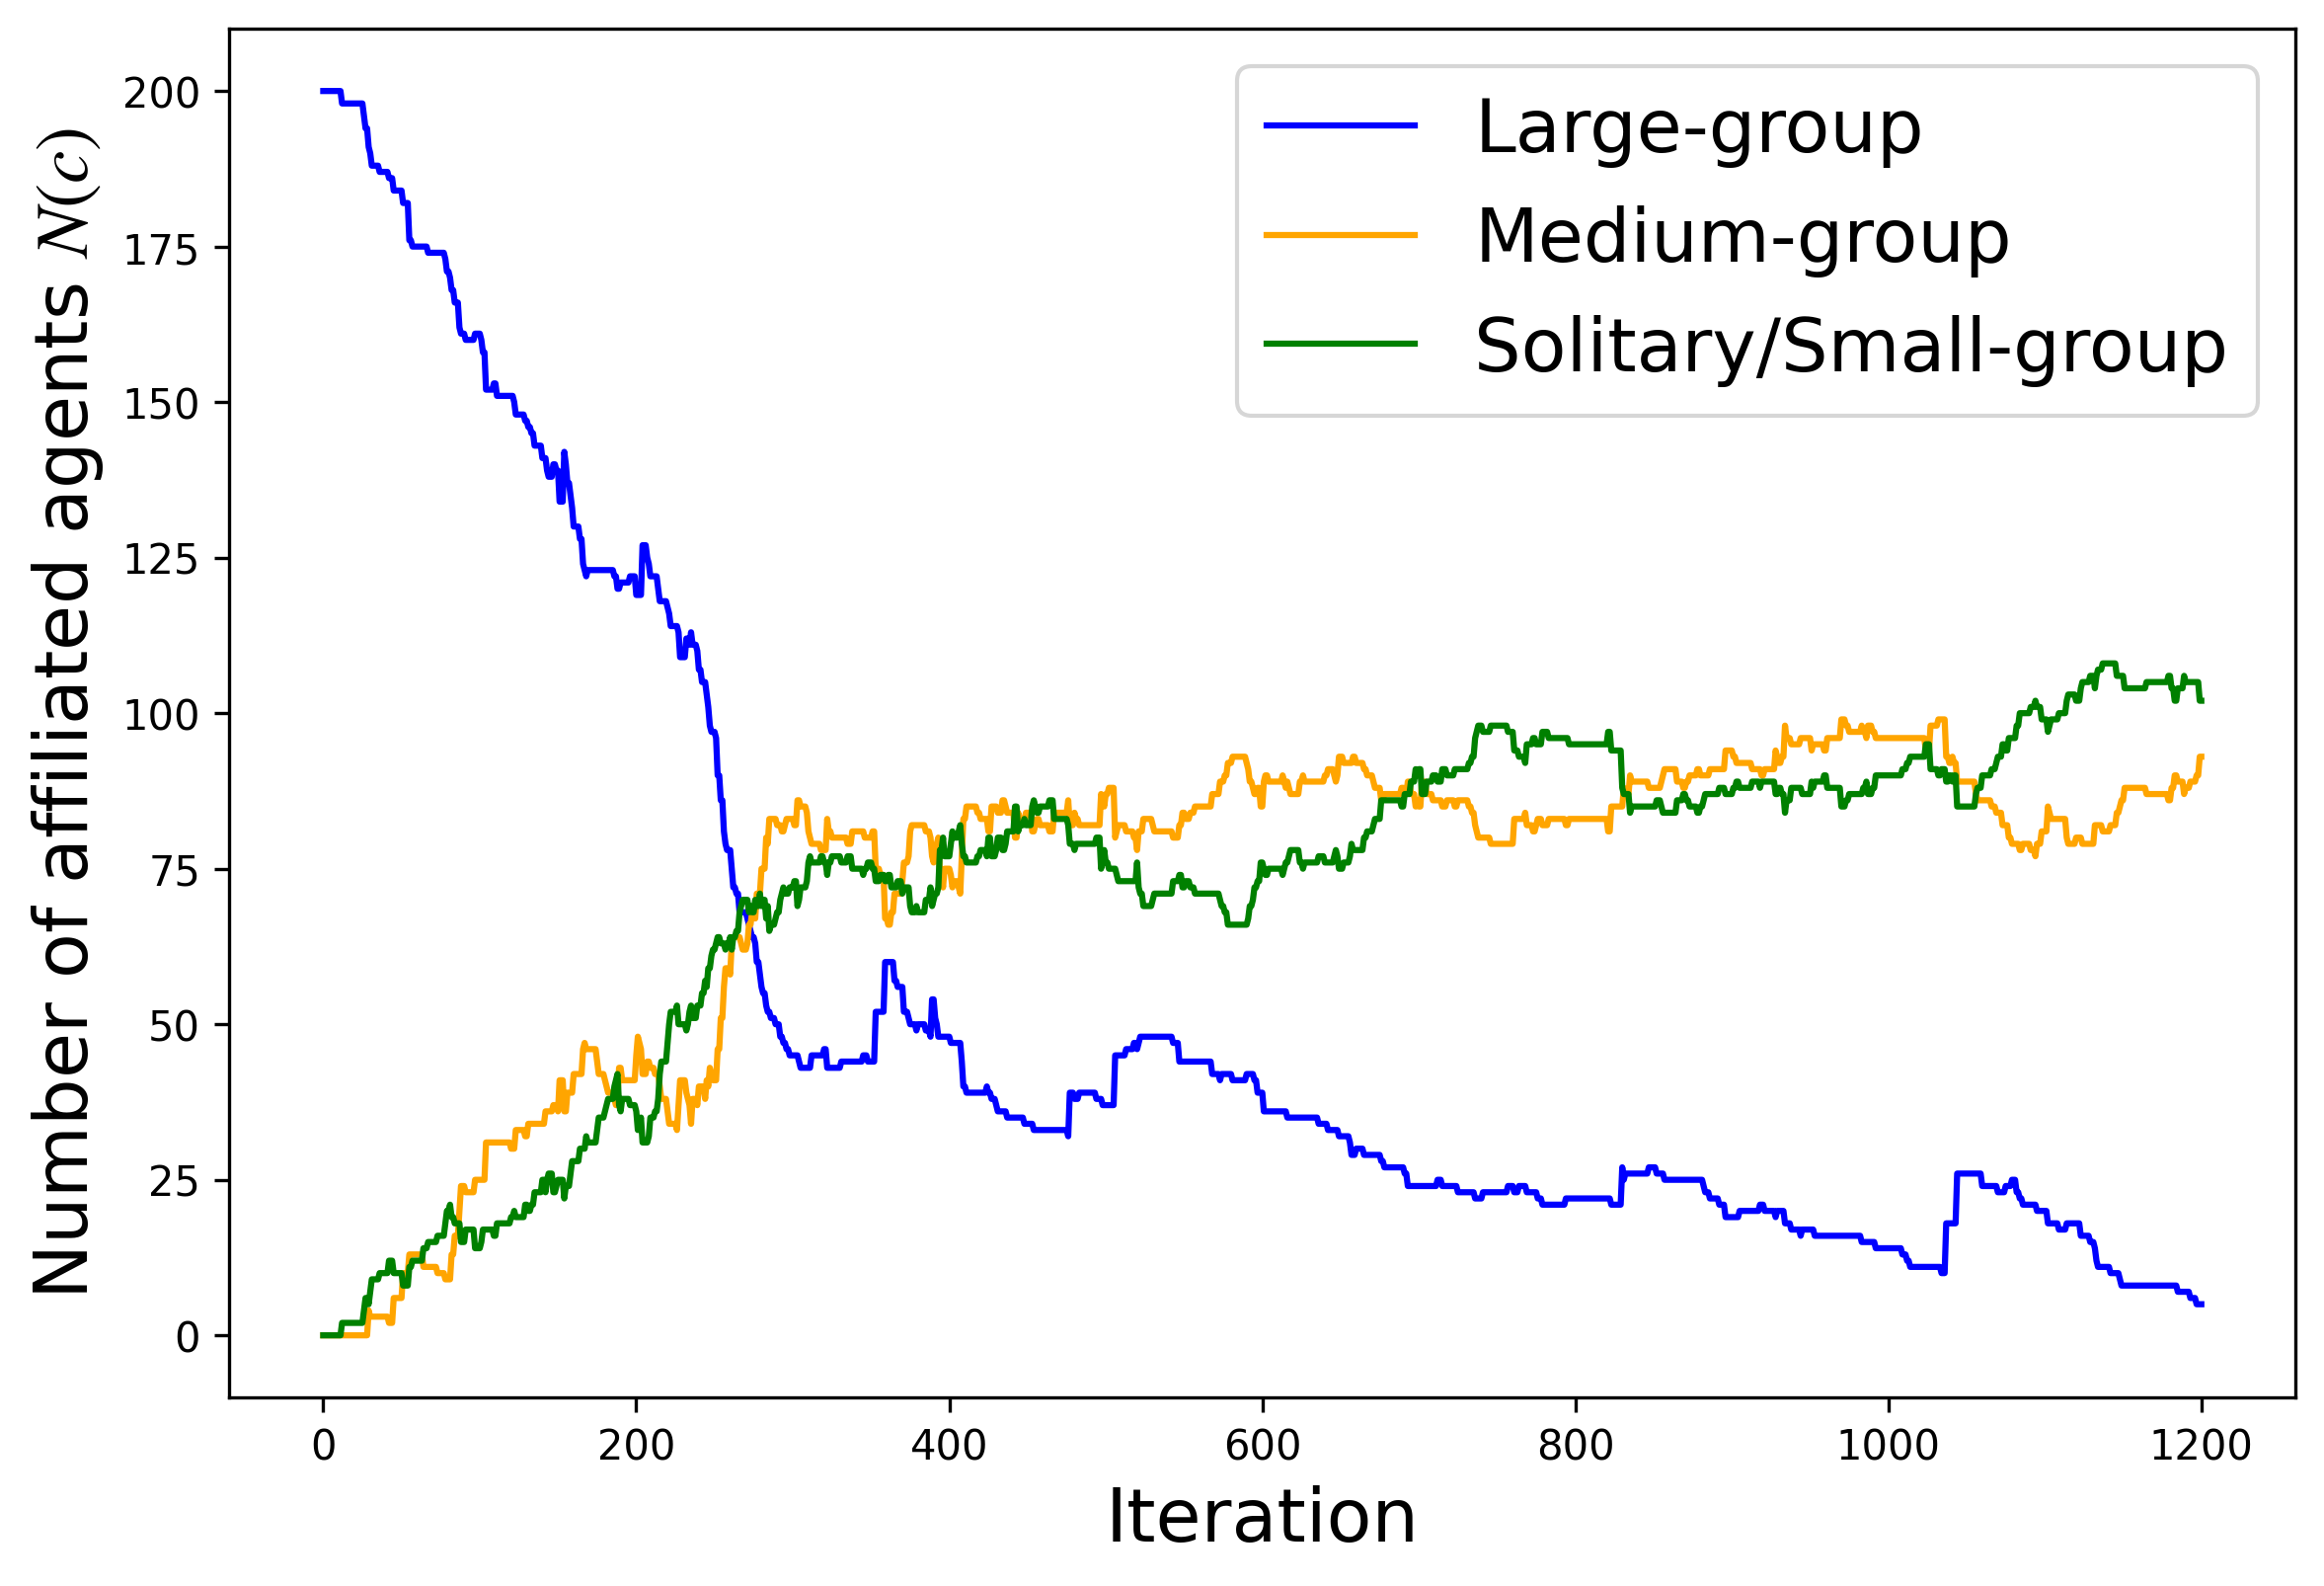 Number of affiliated agents N(c)
200
175
150
125
100
75
50
25
0
Large-group
Medium-group
Solitary/Small-group
0 200 400 600 800 1000 1200
Iteration